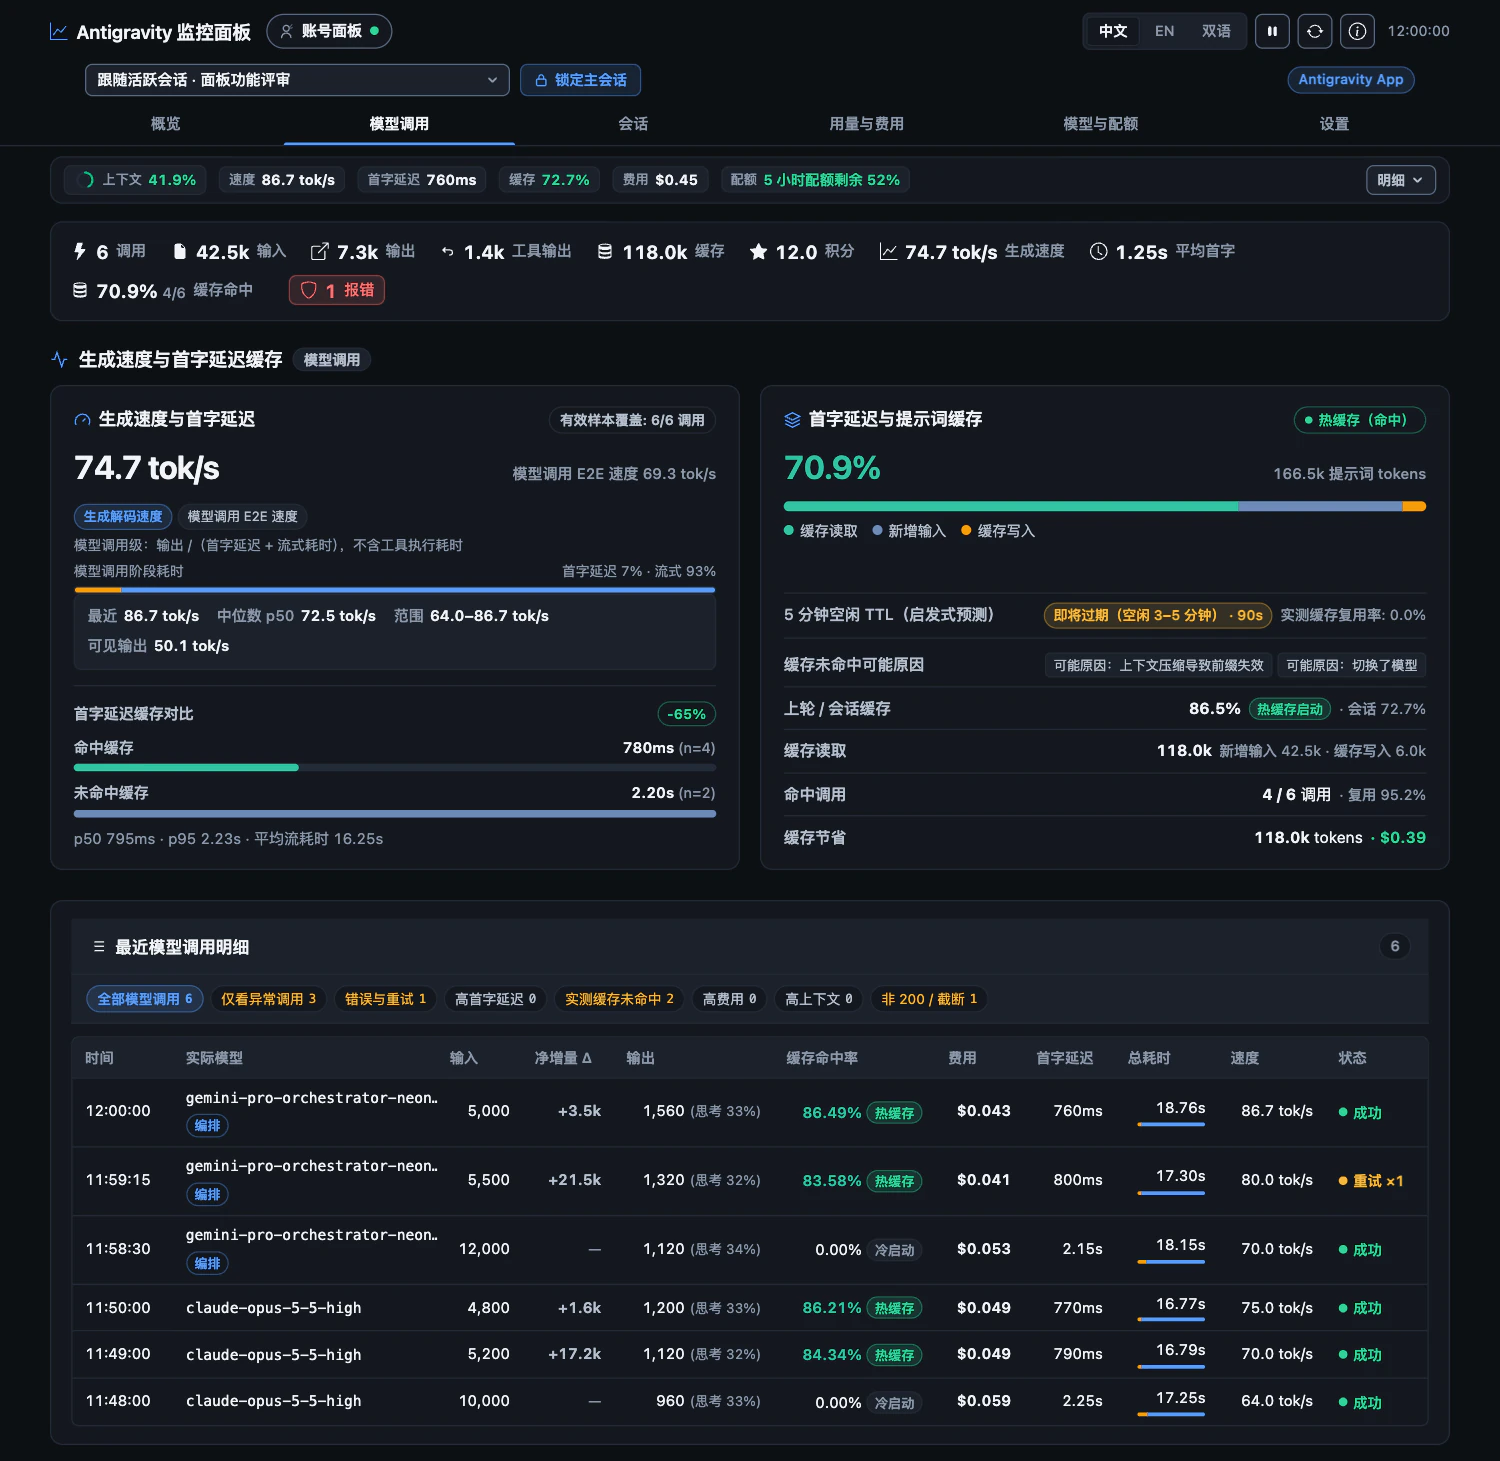 Antigravity 监控面板 账号面板 中文 EN 双语 12:00:00
跟随活跃会话 · 面板功能评审 锁定主会话 Antigravity App
概览 模型调用 会话 用量与费用 模型与配额 设置
上下文 41.9% 速度 86.7 tok/s 首字延迟 760ms 缓存 72.7% 费用 $0.45 配额 5 小时配额剩余 52% 明细
6 调用 42.5k 输入 7.3k 输出 1.4k 工具输出 118.0k 缓存 12.0 积分 74.7 tok/s 生成速度 1.25s 平均首字
70.9% 4/6 缓存命中 1 报错
生成速度与首字延迟缓存 模型调用
生成速度与首字延迟 有效样本覆盖: 6/6 调用
74.7 tok/s 模型调用 E2E 速度 69.3 tok/s
生成解码速度 模型调用 E2E 速度
模型调用级：输出 /（首字延迟 + 流式耗时），不含工具执行耗时
模型调用阶段耗时 首字延迟 7% · 流式 93%
最近 86.7 tok/s 中位数 p50 72.5 tok/s 范围 64.0–86.7 tok/s
可见输出 50.1 tok/s
首字延迟缓存对比 -65%
命中缓存 780ms (n=4)
未命中缓存 2.20s (n=2)
p50 795ms · p95 2.23s · 平均流耗时 16.25s
首字延迟与提示词缓存 热缓存（命中）
70.9% 166.5k 提示词 tokens
缓存读取 新增输入 缓存写入
5 分钟空闲 TTL（启发式预测） 即将过期（空闲 3–5 分钟） · 90s 实测缓存复用率: 0.0%
缓存未命中可能原因 可能原因：上下文压缩导致前缀失效 可能原因：切换了模型
上轮 / 会话缓存 86.5% 热缓存启动 · 会话 72.7%
缓存读取 118.0k 新增输入 42.5k · 缓存写入 6.0k
命中调用 4 / 6 调用 · 复用 95.2%
缓存节省 118.0k tokens · $0.39
最近模型调用明细 6
全部模型调用 6 仅看异常调用 3 错误与重试 1 高首字延迟 0 实测缓存未命中 2 高费用 0 高上下文 0 非 200 / 截断 1
时间 实际模型 输入 净增量 Δ 输出 缓存命中率 费用 首字延迟 总耗时 速度 状态
12:00:00 gemini-pro-orchestrator-neon… 5,000 +3.5k 1,560 (思考 33%) 86.49% 热缓存 $0.043 760ms 18.76s 86.7 tok/s 成功
编排
11:59:15 gemini-pro-orchestrator-neon… 5,500 +21.5k 1,320 (思考 32%) 83.58% 热缓存 $0.041 800ms 17.30s 80.0 tok/s 重试 ×1
编排
11:58:30 gemini-pro-orchestrator-neon… 12,000 — 1,120 (思考 34%) 0.00% 冷启动 $0.053 2.15s 18.15s 70.0 tok/s 成功
编排
11:50:00 claude-opus-5-5-high 4,800 +1.6k 1,200 (思考 33%) 86.21% 热缓存 $0.049 770ms 16.77s 75.0 tok/s 成功
11:49:00 claude-opus-5-5-high 5,200 +17.2k 1,120 (思考 32%) 84.34% 热缓存 $0.049 790ms 16.79s 70.0 tok/s 成功
11:48:00 claude-opus-5-5-high 10,000 — 960 (思考 33%) 0.00% 冷启动 $0.059 2.25s 17.25s 64.0 tok/s 成功